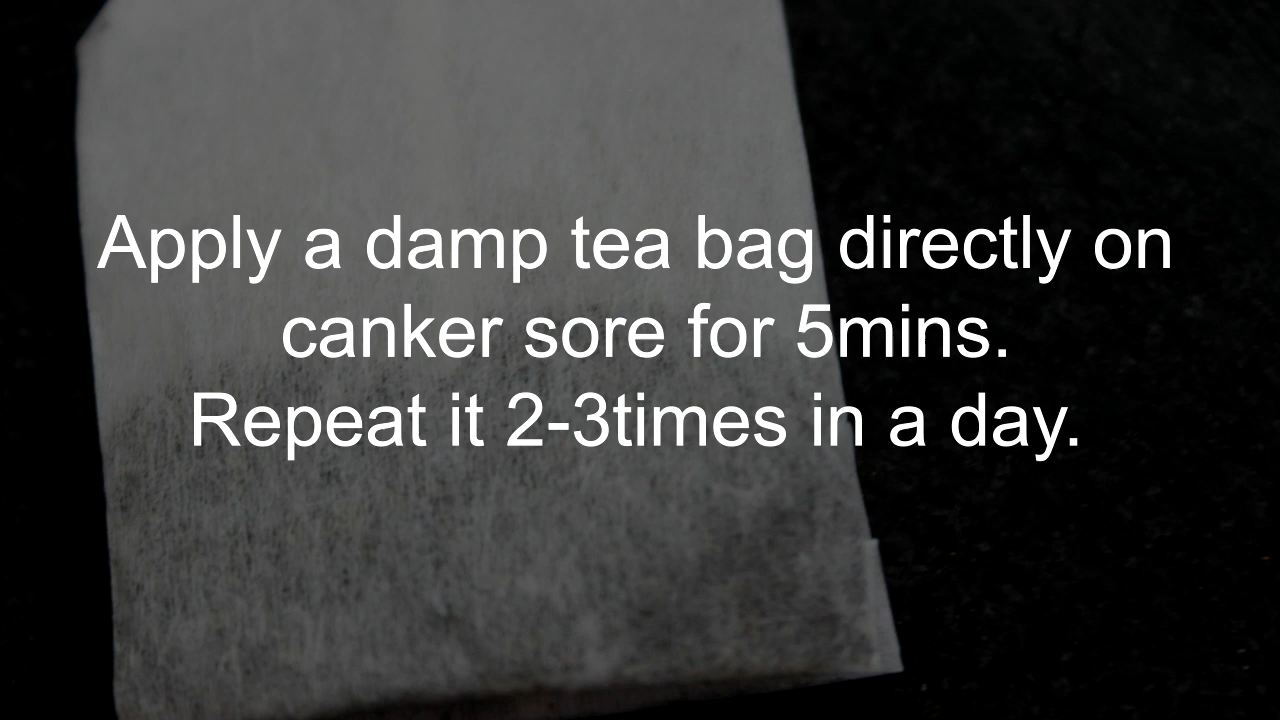 Apply a damp tea bag directly on
canker sore for 5mins.
Repeat it 2-3times in a day.